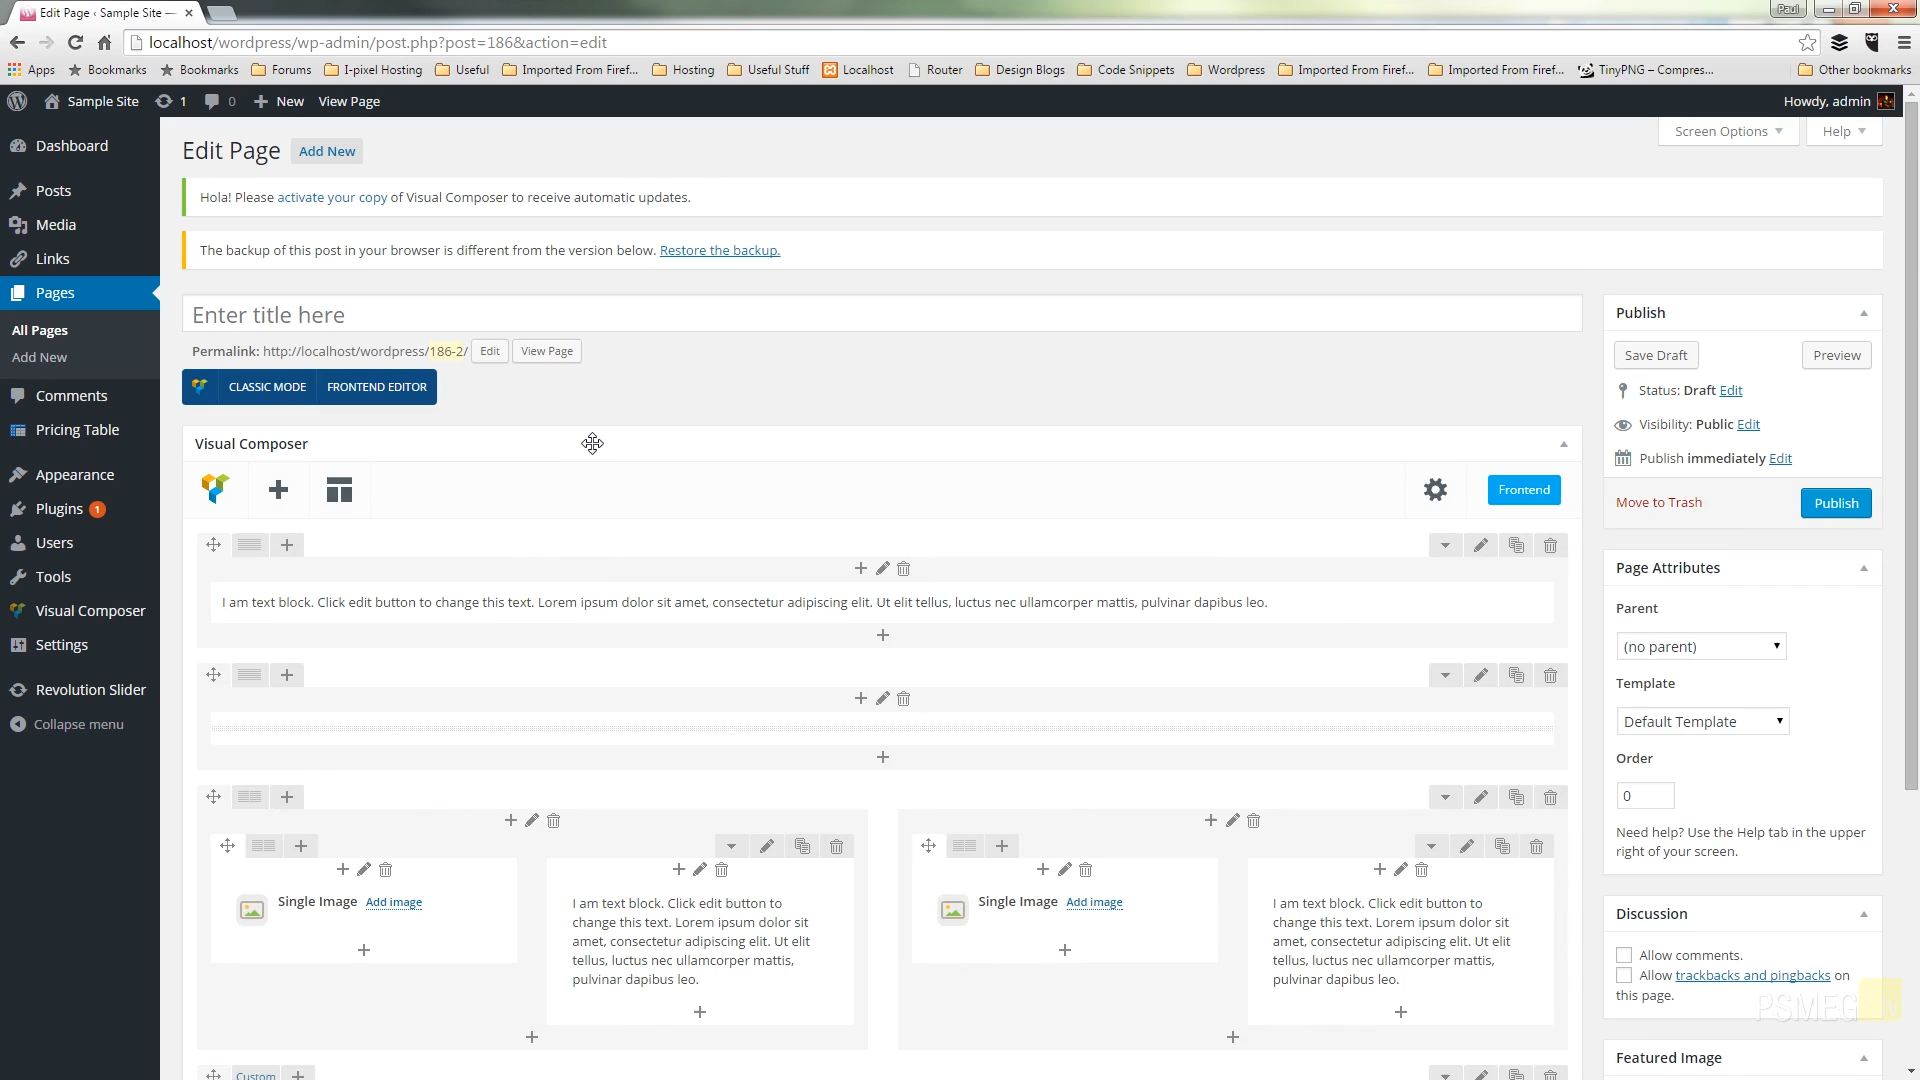 Edit Page ‹ Sample Site —
Paul
localhost/wordpress/wp-admin/post.php?post=186&action=edit
Apps Bookmarks Bookmarks Forums I-pixel Hosting Useful Imported From Firef... Hosting Useful Stuff Localhost Router Design Blogs Code Snippets Wordpress Imported From Firef... Imported From Firef... TinyPNG – Compres... Other bookmarks
Sample Site 1 0 New View Page Howdy, admin
Screen Options Help
Dashboard
Posts
Media
Links
Pages
All Pages
Add New
Comments
Pricing Table
Appearance
Plugins 1
Users
Tools
Visual Composer
Settings
Revolution Slider
Collapse menu
Edit Page Add New
Hola! Please activate your copy of Visual Composer to receive automatic updates.
The backup of this post in your browser is different from the version below. Restore the backup.
Enter title here
Permalink: http://localhost/wordpress/186-2/ Edit View Page
CLASSIC MODE FRONTEND EDITOR
Visual Composer
Frontend
I am text block. Click edit button to change this text. Lorem ipsum dolor sit amet, consectetur adipiscing elit. Ut elit tellus, luctus nec ullamcorper mattis, pulvinar dapibus leo.
Single Image Add image
I am text block. Click edit button to
change this text. Lorem ipsum dolor sit
amet, consectetur adipiscing elit. Ut elit
tellus, luctus nec ullamcorper mattis,
pulvinar dapibus leo.
Single Image Add image
I am text block. Click edit button to
change this text. Lorem ipsum dolor sit
amet, consectetur adipiscing elit. Ut elit
tellus, luctus nec ullamcorper mattis,
pulvinar dapibus leo.
Custom
Publish
Save Draft Preview
Status: Draft Edit
Visibility: Public Edit
Publish immediately Edit
Move to Trash Publish
Page Attributes
Parent
(no parent)
Template
Default Template
Order
0
Need help? Use the Help tab in the upper
right of your screen.
Discussion
Allow comments.
Allow trackbacks and pingbacks on
this page.
PSMEG
Featured Image